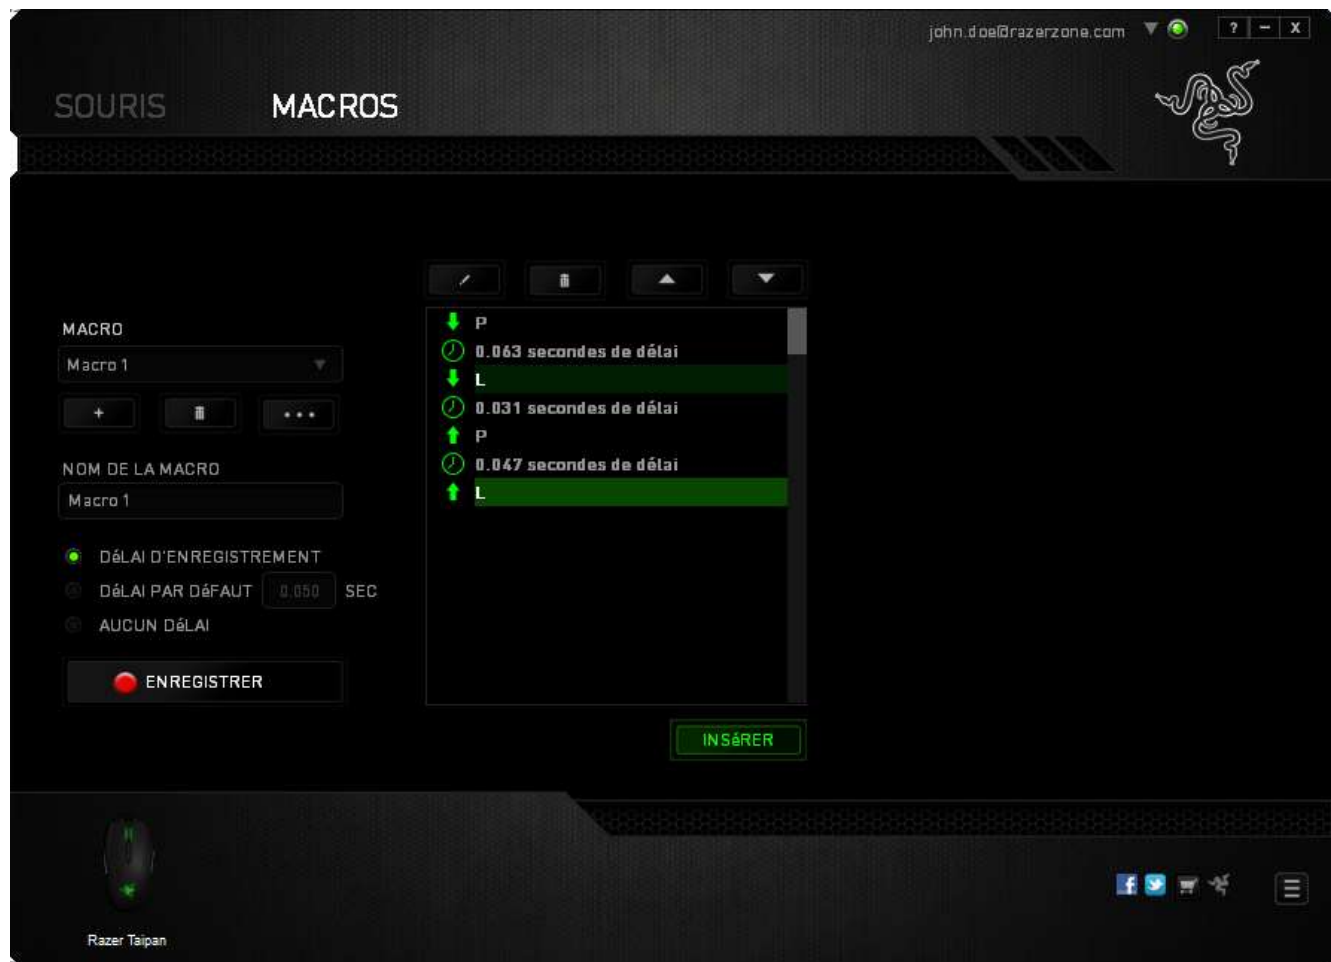 john.doe@razerzone.com
? − X
SOURIS MACROS
MACRO
Macro 1
+ ...
NOM DE LA MACRO
Macro 1
DéLAI D'ENREGISTREMENT
DéLAI PAR DéFAUT 0.050 SEC
AUCUN DéLAI
ENREGISTRER
P
0.063 secondes de délai
L
0.031 secondes de délai
P
0.047 secondes de délai
L
INSéRER
Razer Taipan